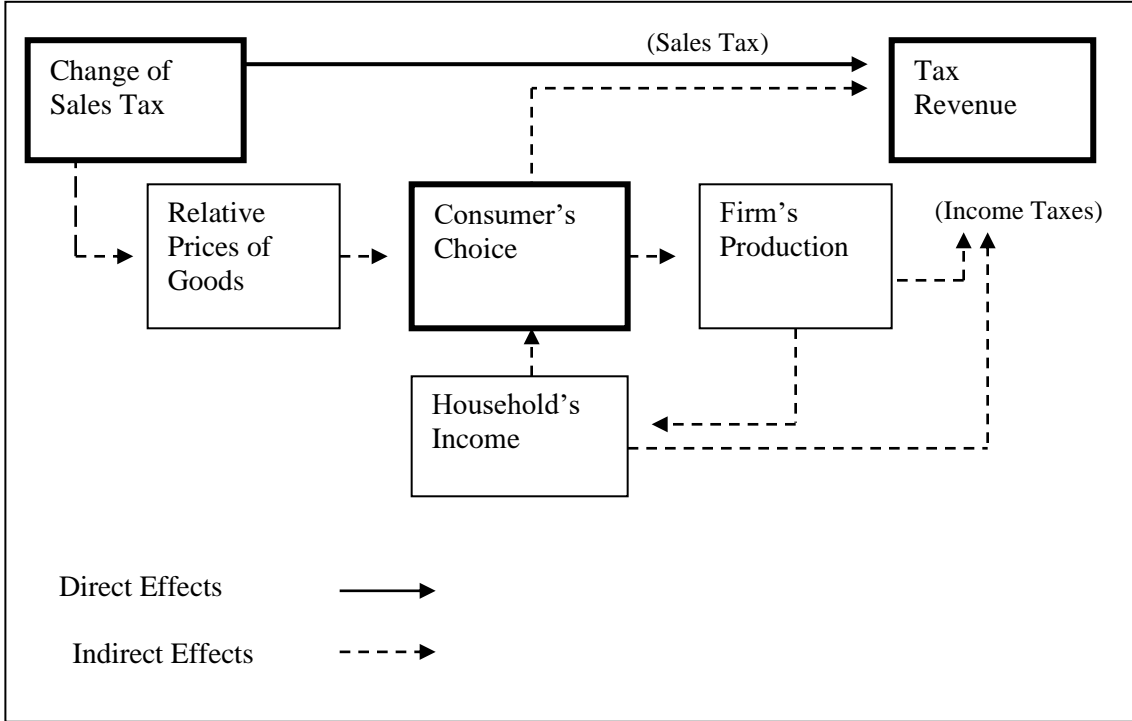 (Sales Tax)
Change of
Sales Tax
Tax
Revenue
Relative
Prices of
Goods
Consumer’s
Choice
Firm’s
Production
(Income Taxes)
Household’s
Income
Direct Effects
Indirect Effects